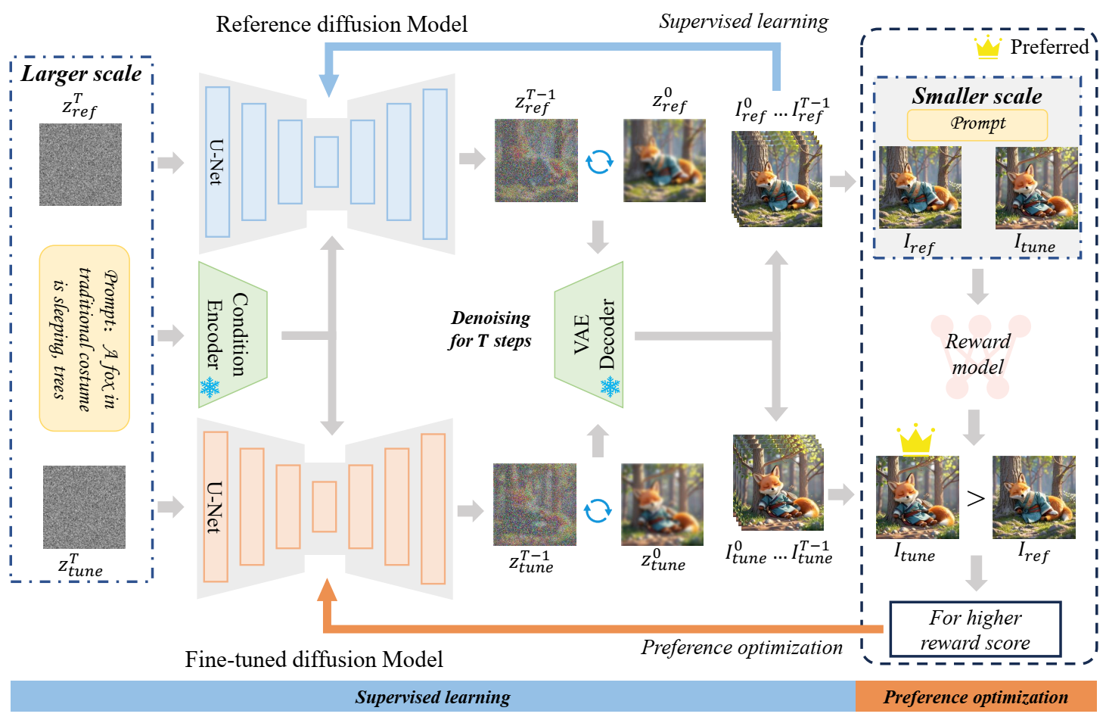 Reference diffusion Model
Supervised learning
Preferred
Larger scale
z_{ref}^{T}
U-Net
z_{ref}^{T-1}
z_{ref}^{0}
I_{ref}^{0} ... I_{ref}^{T-1}
Smaller scale
Prompt
I_{ref}
I_{tune}
Prompt: A fox in
traditional costume
is sleeping, trees
Condition
Encoder
Denoising
for T steps
VAE
Decoder
Reward
model
U-Net
z_{tune}^{T}
z_{tune}^{T-1}
z_{tune}^{0}
I_{tune}^{0} ... I_{tune}^{T-1}
>
I_{tune}
I_{ref}
For higher
reward score
Preference optimization
Fine-tuned diffusion Model
Supervised learning
Preference optimization